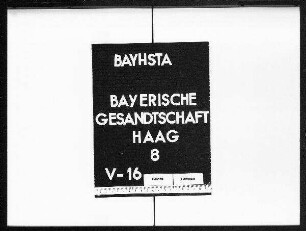 BAYHSTA
BAYERISCHE
GESANDTSCHAFT
HAAG
8
V-16